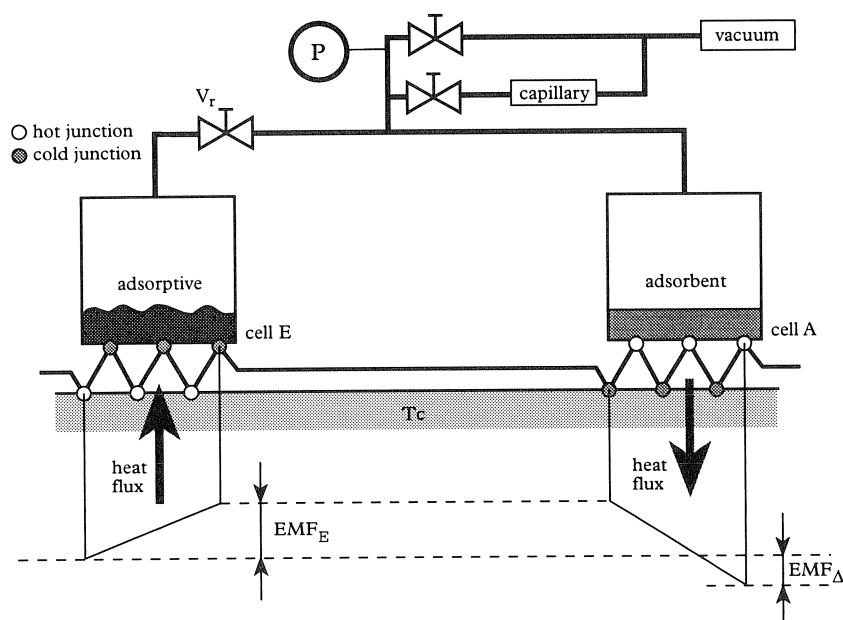 vacuum
P
capillary
Vr
hot junction
cold junction
adsorptive
adsorbent
cell E
cell A
Tc
heat
flux
heat
flux
EMFE
EMFΔ